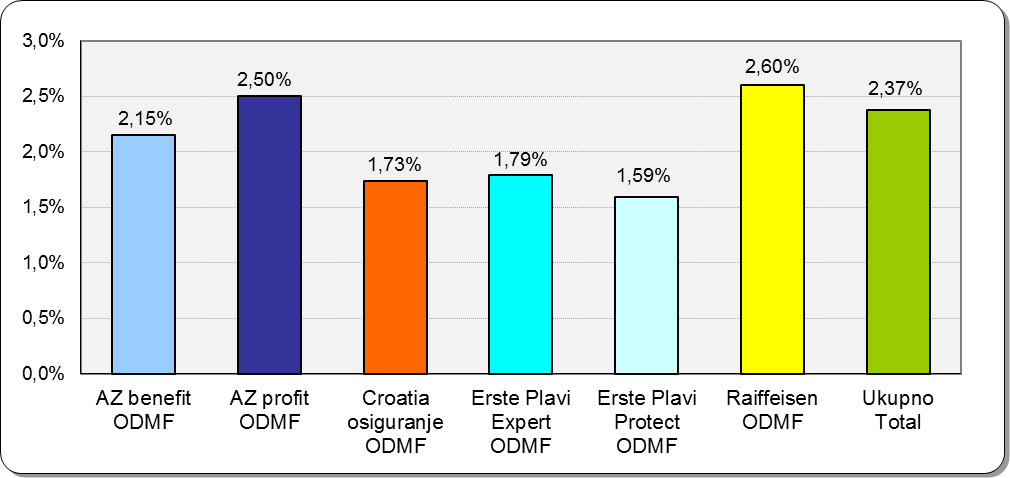 3,0%
2,5%
2,0%
1,5%
1,0%
0,5%
0,0%
2,15%
2,50%
1,73%
1,79%
1,59%
2,60%
2,37%
AZ benefit
ODMF
AZ profit
ODMF
Croatia
osiguranje
ODMF
Erste Plavi
Expert
ODMF
Erste Plavi
Protect
ODMF
Raiffeisen
ODMF
Ukupno
Total